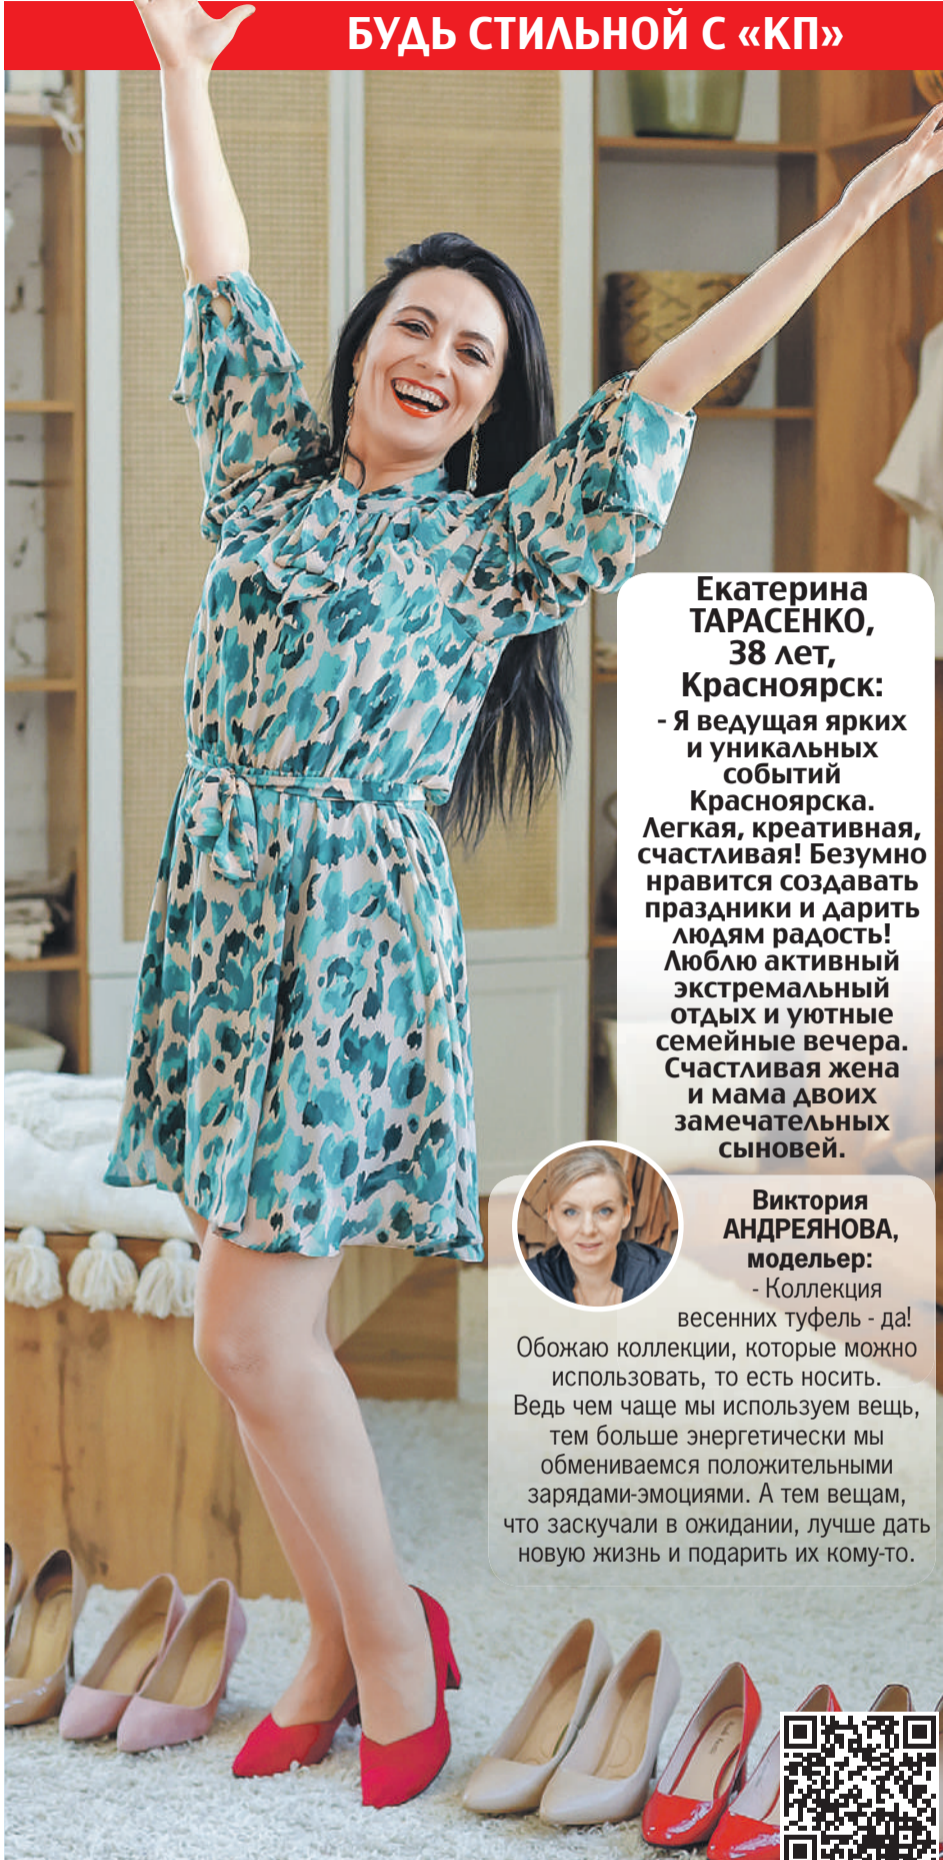 БУДЬ СТИЛЬНОЙ С «КП»
Екатерина
ТАРАСЕНКО,
38 лет,
Красноярск:
- Я ведущая ярких
и уникальных
событий
Красноярска.
Легкая, креативная,
счастливая! Безумно
нравится создавать
праздники и дарить
людям радость!
Люблю активный
экстремальный
отдых и уютные
семейные вечера.
Счастливая жена
и мама двоих
замечательных
сыновей.
Виктория
АНДРЕЯНОВА,
модельер:
- Коллекция
весенних туфель - да!
Обожаю коллекции, которые можно
использовать, то есть носить.
Ведь чем чаще мы используем вещь,
тем больше энергетически мы
обмениваемся положительными
зарядами-эмоциями. А тем вещам,
что заскучали в ожидании, лучше дать
новую жизнь и подарить их кому-то.